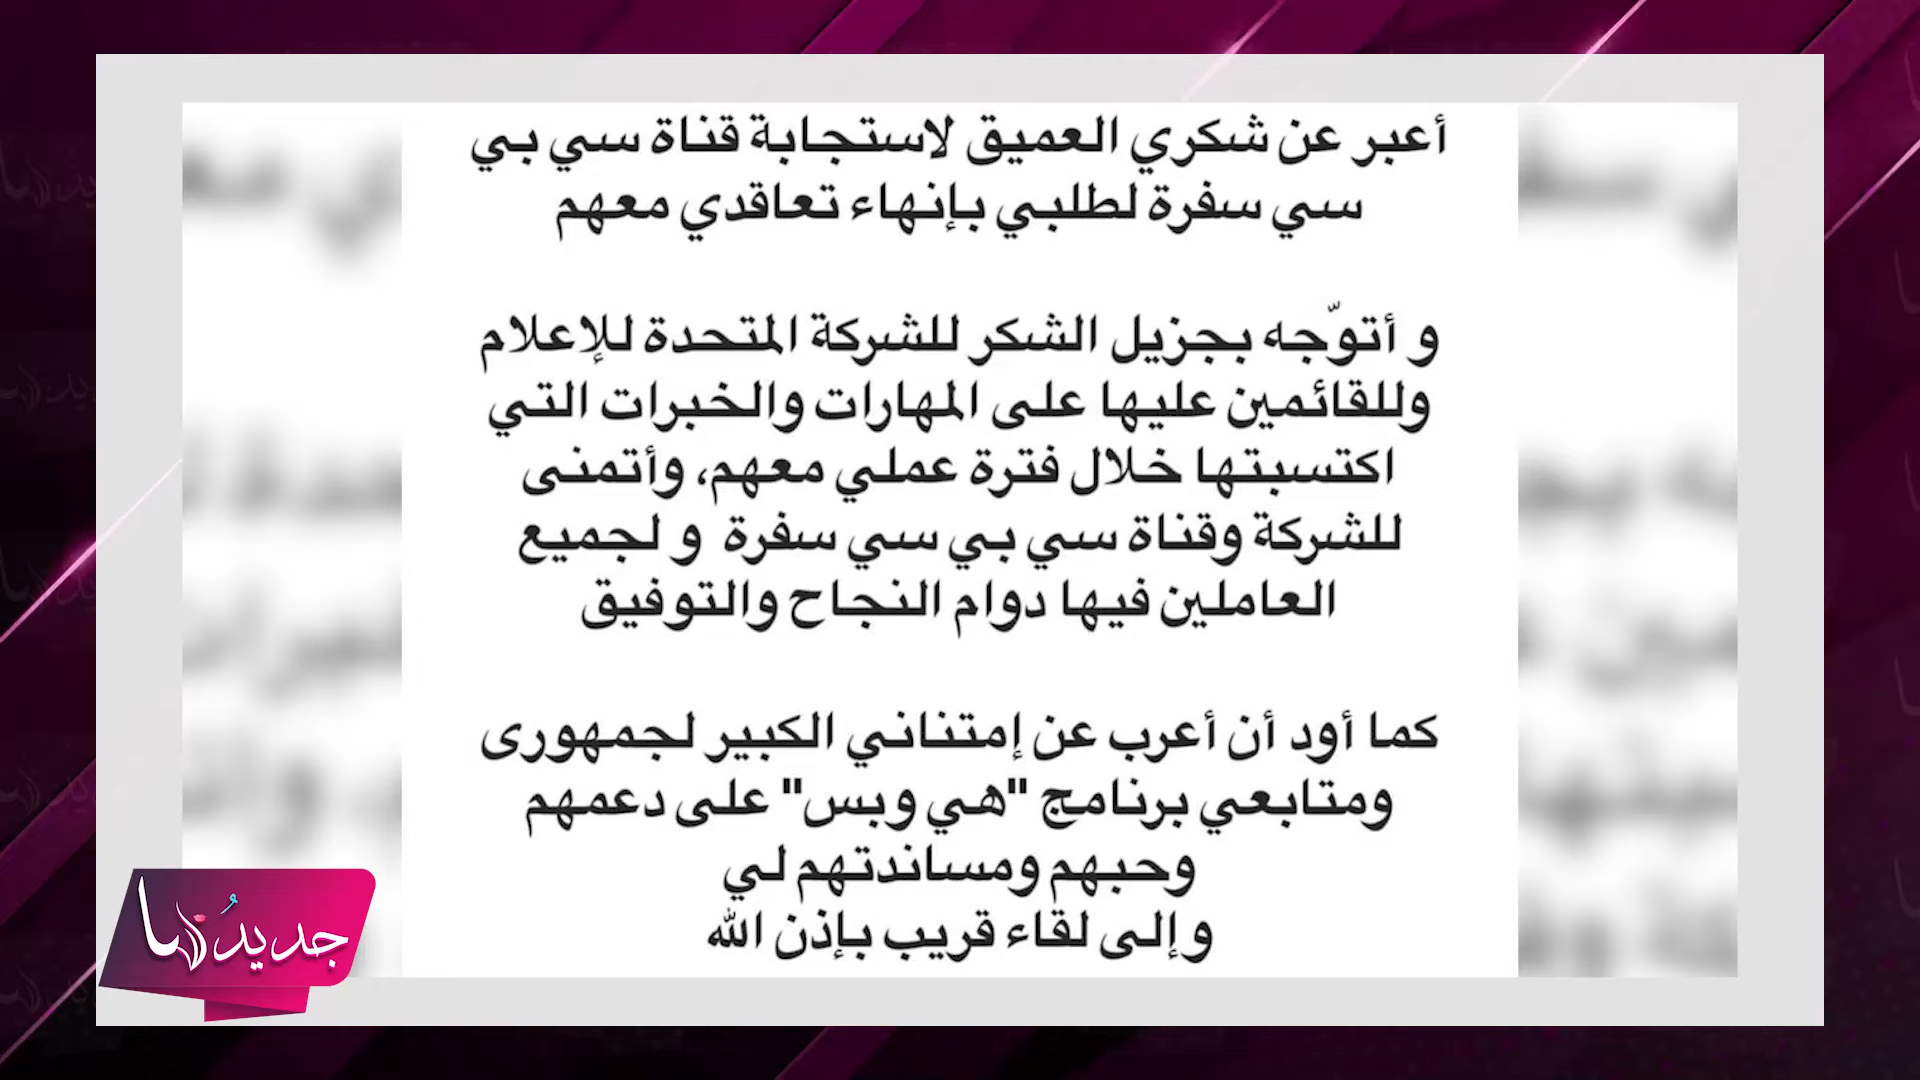 أعبر عن شكري العميق لاستجابة قناة سي بي
سي سفرة لطلبي بإنهاء تعاقدي معهم
و أتوّجه بجزيل الشكر للشركة المتحدة للإعلام
وللقائمين عليها على المهارات والخبرات التي
اكتسبتها خلال فترة عملي معهم، وأتمنى
للشركة وقناة سي بي سي سفرة و لجميع
العاملين فيها دوام النجاح والتوفيق
كما أود أن أعرب عن إمتناني الكبير لجمهورى
ومتابعي برنامج "هي وبس" على دعمهم
وحبهم ومساندتهم لي
وإلى لقاء قريب بإذن الله
جديدُها